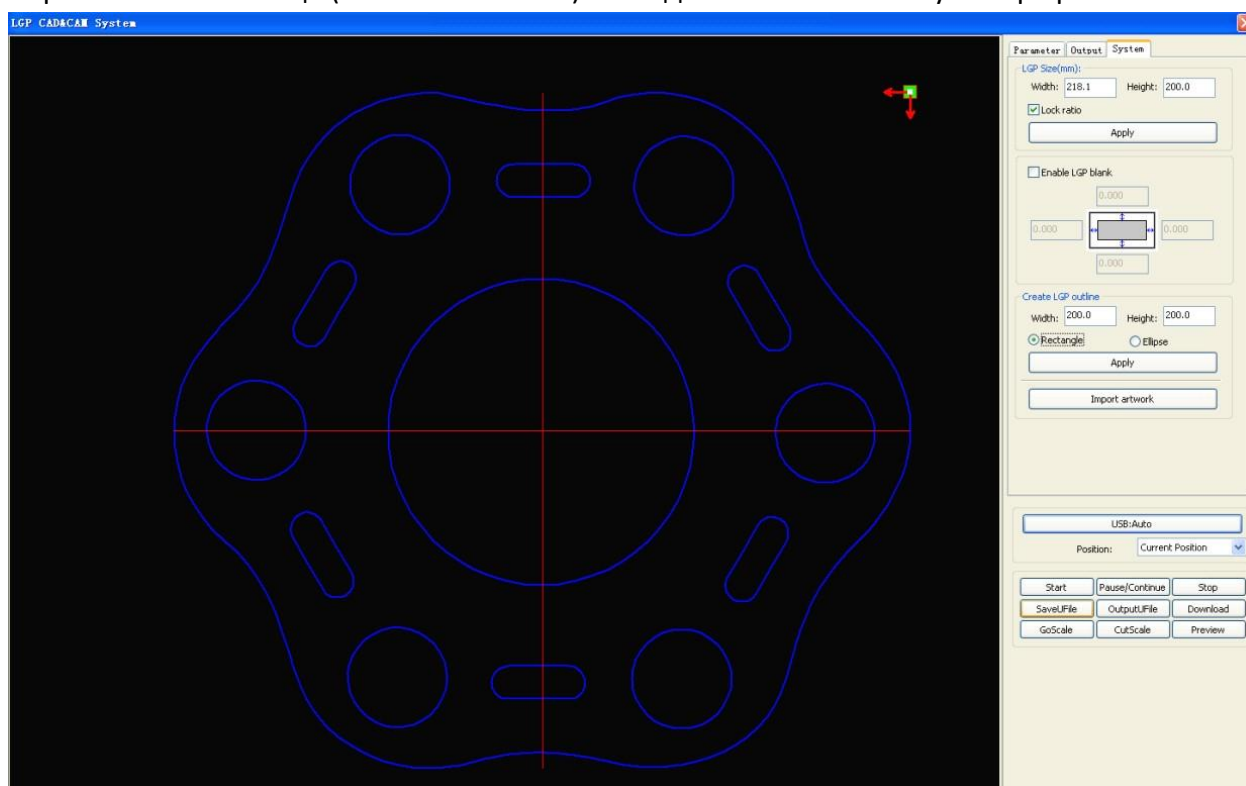 LGP CAD&CAM System
Parameter Output System
LGP Size(mm):
Width: 218.1 Height: 200.0
Lock ratio
Apply
Enable LGP blank
0.000
0.000 0.000
0.000
Create LGP outline
Width: 200.0 Height: 200.0
Rectangle Ellipse
Apply
Import artwork
USB:Auto
Position: Current Position
Start Pause/Continue Stop
SaveUFile OutputUFile Download
GoScale CutScale Preview